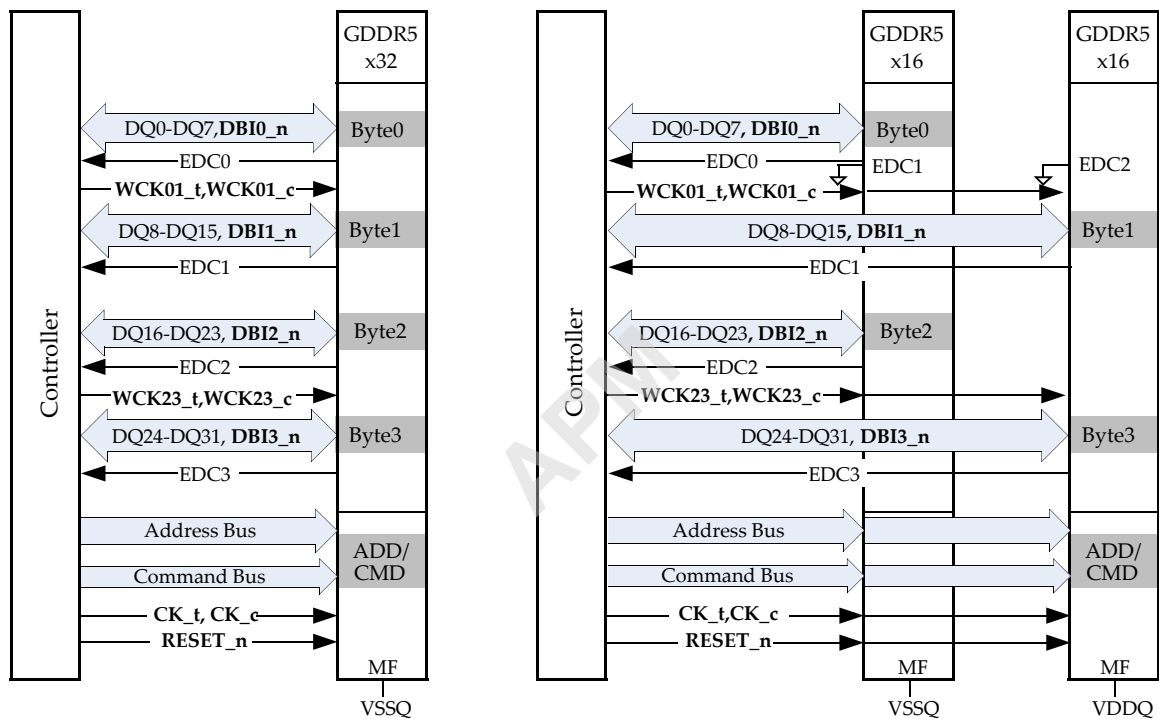 Controller
GDDR5
x32
DQ0-DQ7,DBI0_n
Byte0
EDC0
WCK01_t,WCK01_c
DQ8-DQ15, DBI1_n
Byte1
EDC1
DQ16-DQ23, DBI2_n
Byte2
EDC2
WCK23_t,WCK23_c
DQ24-DQ31, DBI3_n
Byte3
EDC3
Address Bus
ADD/
CMD
Command Bus
CK_t, CK_c
RESET_n
MF
VSSQ
Controller
GDDR5
x16
GDDR5
x16
DQ0-DQ7, DBI0_n
Byte0
EDC0
EDC1
EDC2
WCK01_t,WCK01_c
DQ8-DQ15, DBI1_n
Byte1
EDC1
DQ16-DQ23, DBI2_n
Byte2
EDC2
WCK23_t,WCK23_c
DQ24-DQ31, DBI3_n
Byte3
EDC3
Address Bus
ADD/
CMD
Command Bus
CK_t,CK_c
RESET_n
MF
MF
VSSQ
VDDQ
APM